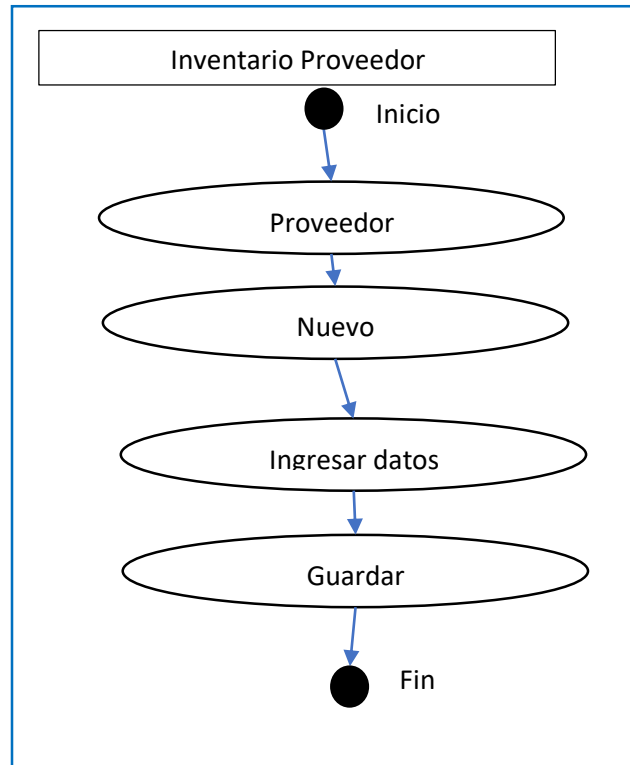 Inventario Proveedor
Inicio
Proveedor
Nuevo
Ingresar datos
Guardar
Fin